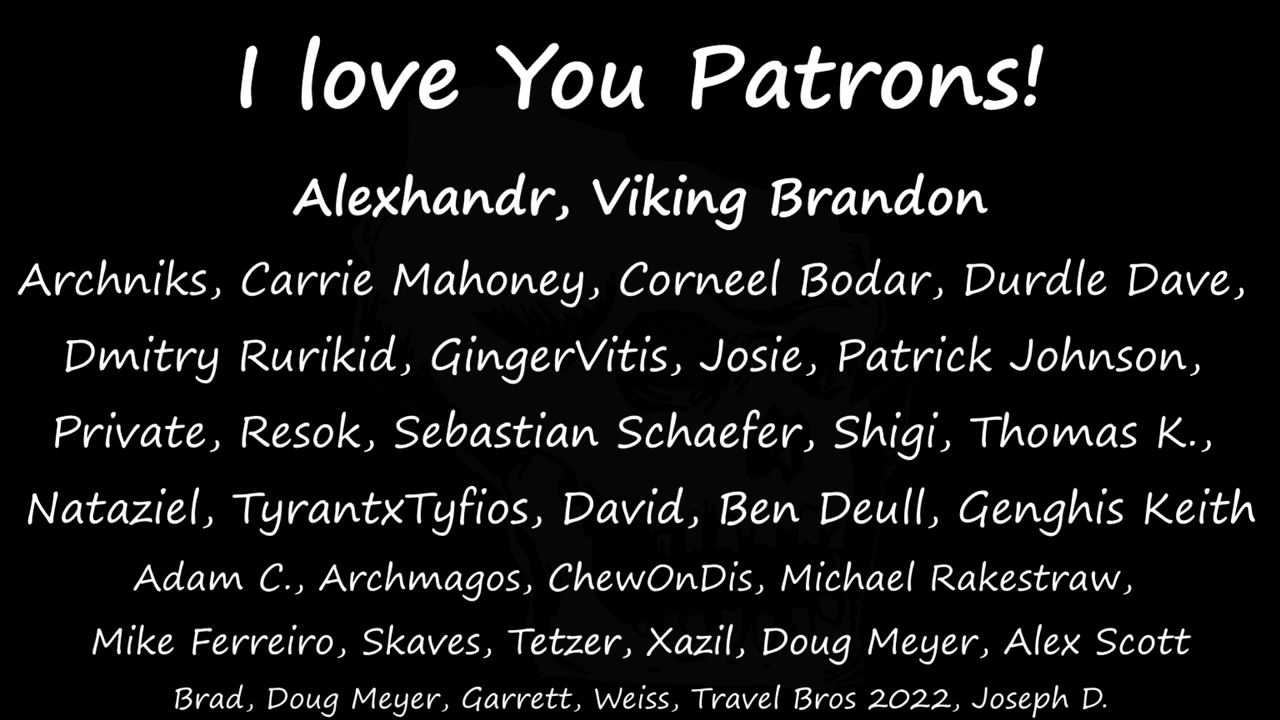 I love You Patrons!
Alexhandr, Viking Brandon
Archniks, Carrie Mahoney, Corneel Bodar, Durdle Dave,
Dmitry Rurikid, GingerVitis, Josie, Patrick Johnson,
Private, Resok, Sebastian Schaefer, Shigi, Thomas K.,
Nataziel, TyrantxTyfios, David, Ben Deull, Genghis Keith
Adam C., Archmagos, ChewOnDis, Michael Rakestraw,
Mike Ferreiro, Skaves, Tetzer, Xazil, Doug Meyer, Alex Scott
Brad, Doug Meyer, Garrett, Weiss, Travel Bros 2022, Joseph D.